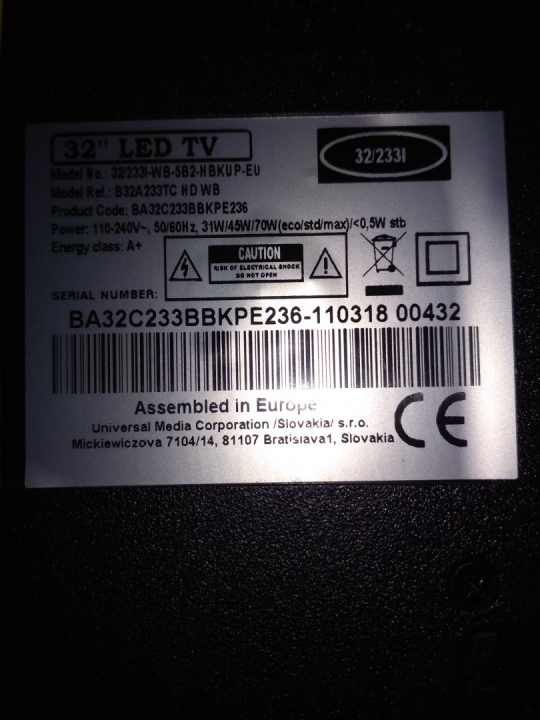 32" LED TV
32/233I
Model No.: 32/233I-WB-5B2-HBKUP-EU
Model Ref.: B32A233TC HD WB
Product Code: BA32C233BBKPE236
Power: 110-240V~, 50/60Hz, 31W/45W/70W(eco/std/max)/<0,5W stb
Energy class: A+
CAUTION
RISK OF ELECTRICAL SHOCK
DO NOT OPEN
SERIAL NUMBER:
BA32C233BBKPE236-110318 00432
Assembled in Europe
Universal Media Corporation /Slovakia/ s.r.o.
Mickiewiczova 7104/14, 81107 Bratislava1, Slovakia
CE